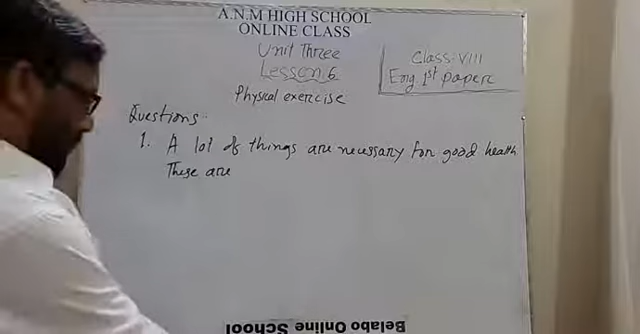 A.N.M HIGH SCHOOL
ONLINE CLASS
Unit Three
Lesson 6
Class-VIII
Eng. 1st paper
Physical exercise
Questions:
1. A lot of things are necessary for good health
These are
Belabo Online School